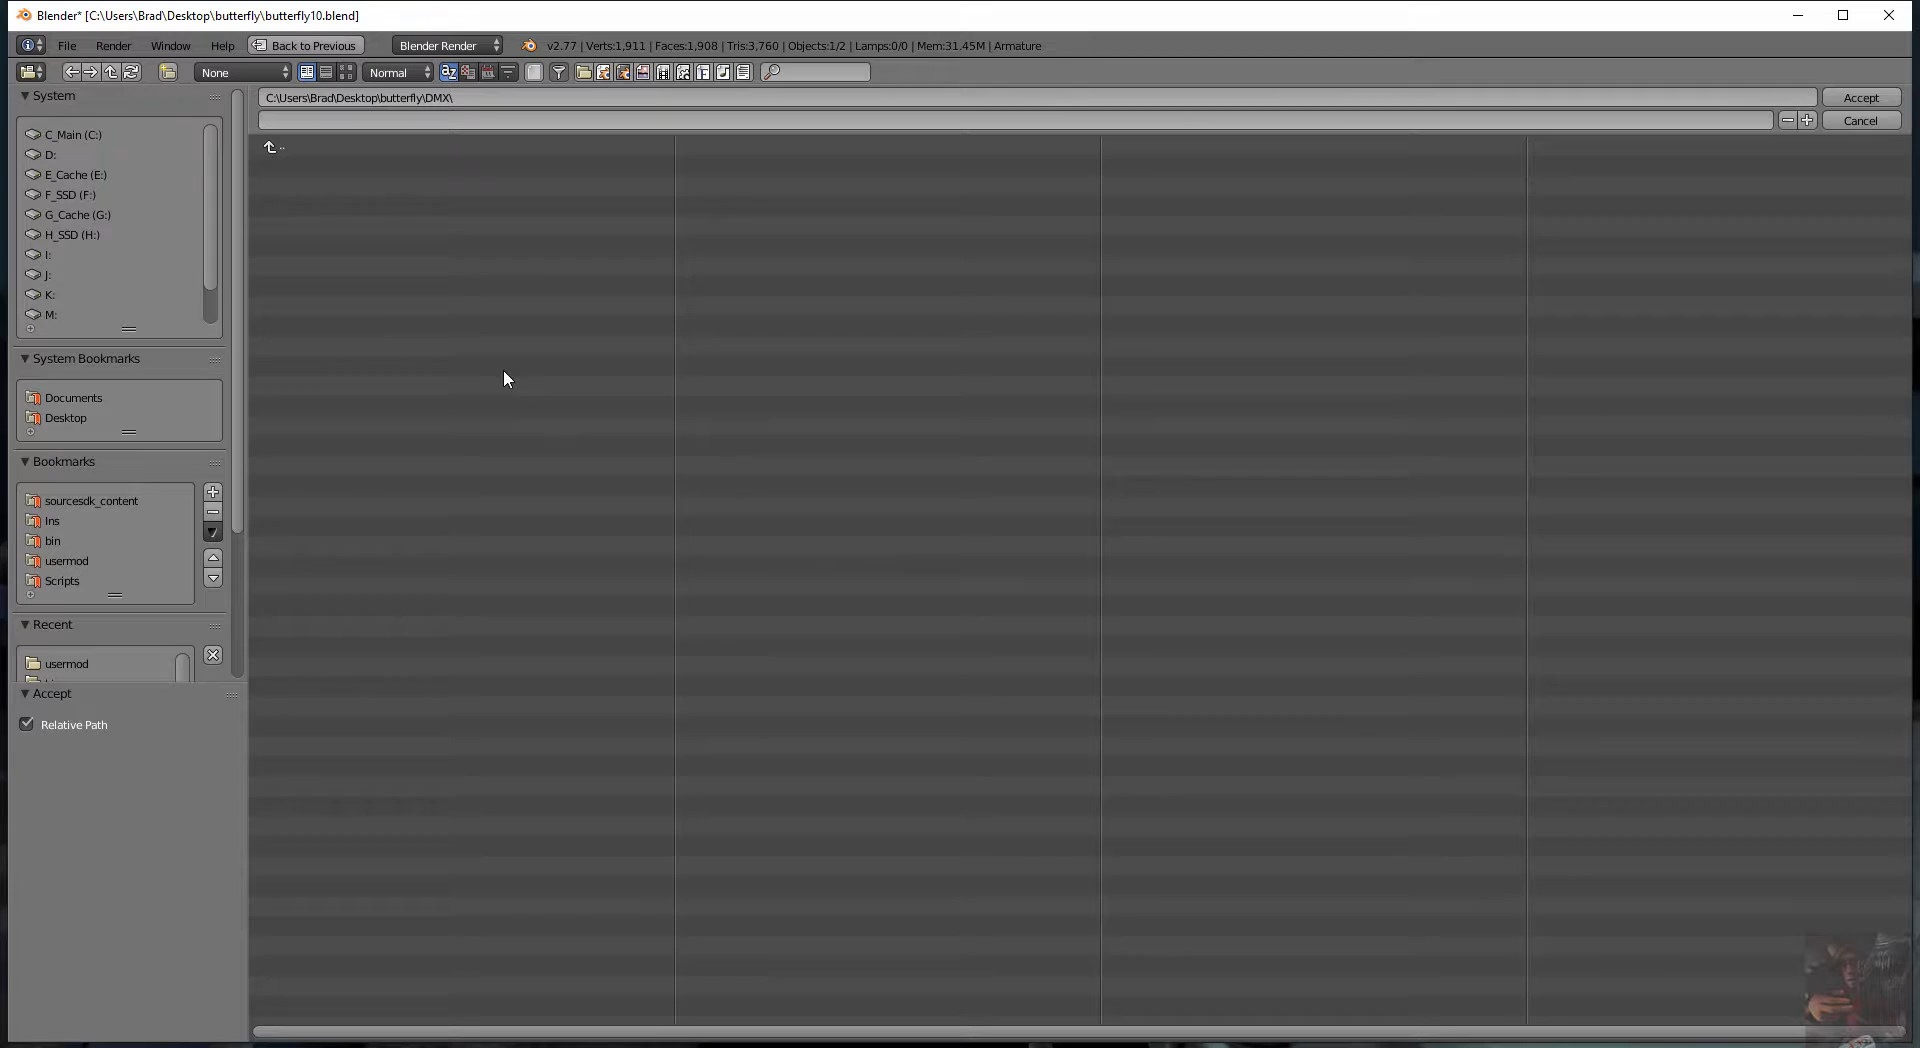 Blender* [C:\Users\Brad\Desktop\butterfly\butterfly10.blend]
File Render Window Help Back to Previous Blender Render v2.77 | Verts:1,911 | Faces:1,908 | Tris:3,760 | Objects:1/2 | Lamps:0/0 | Mem:31.45M | Armature
None Normal
System
C:\Users\Brad\Desktop\butterfly\DMX\ Accept
Cancel
..
C_Main (C:)
D:
E_Cache (E:)
F_SSD (F:)
G_Cache (G:)
H_SSD (H:)
I:
J:
K:
M:
System Bookmarks
Documents
Desktop
Bookmarks
sourcesdk_content
Ins
bin
usermod
Scripts
Recent
usermod
Accept
Relative Path